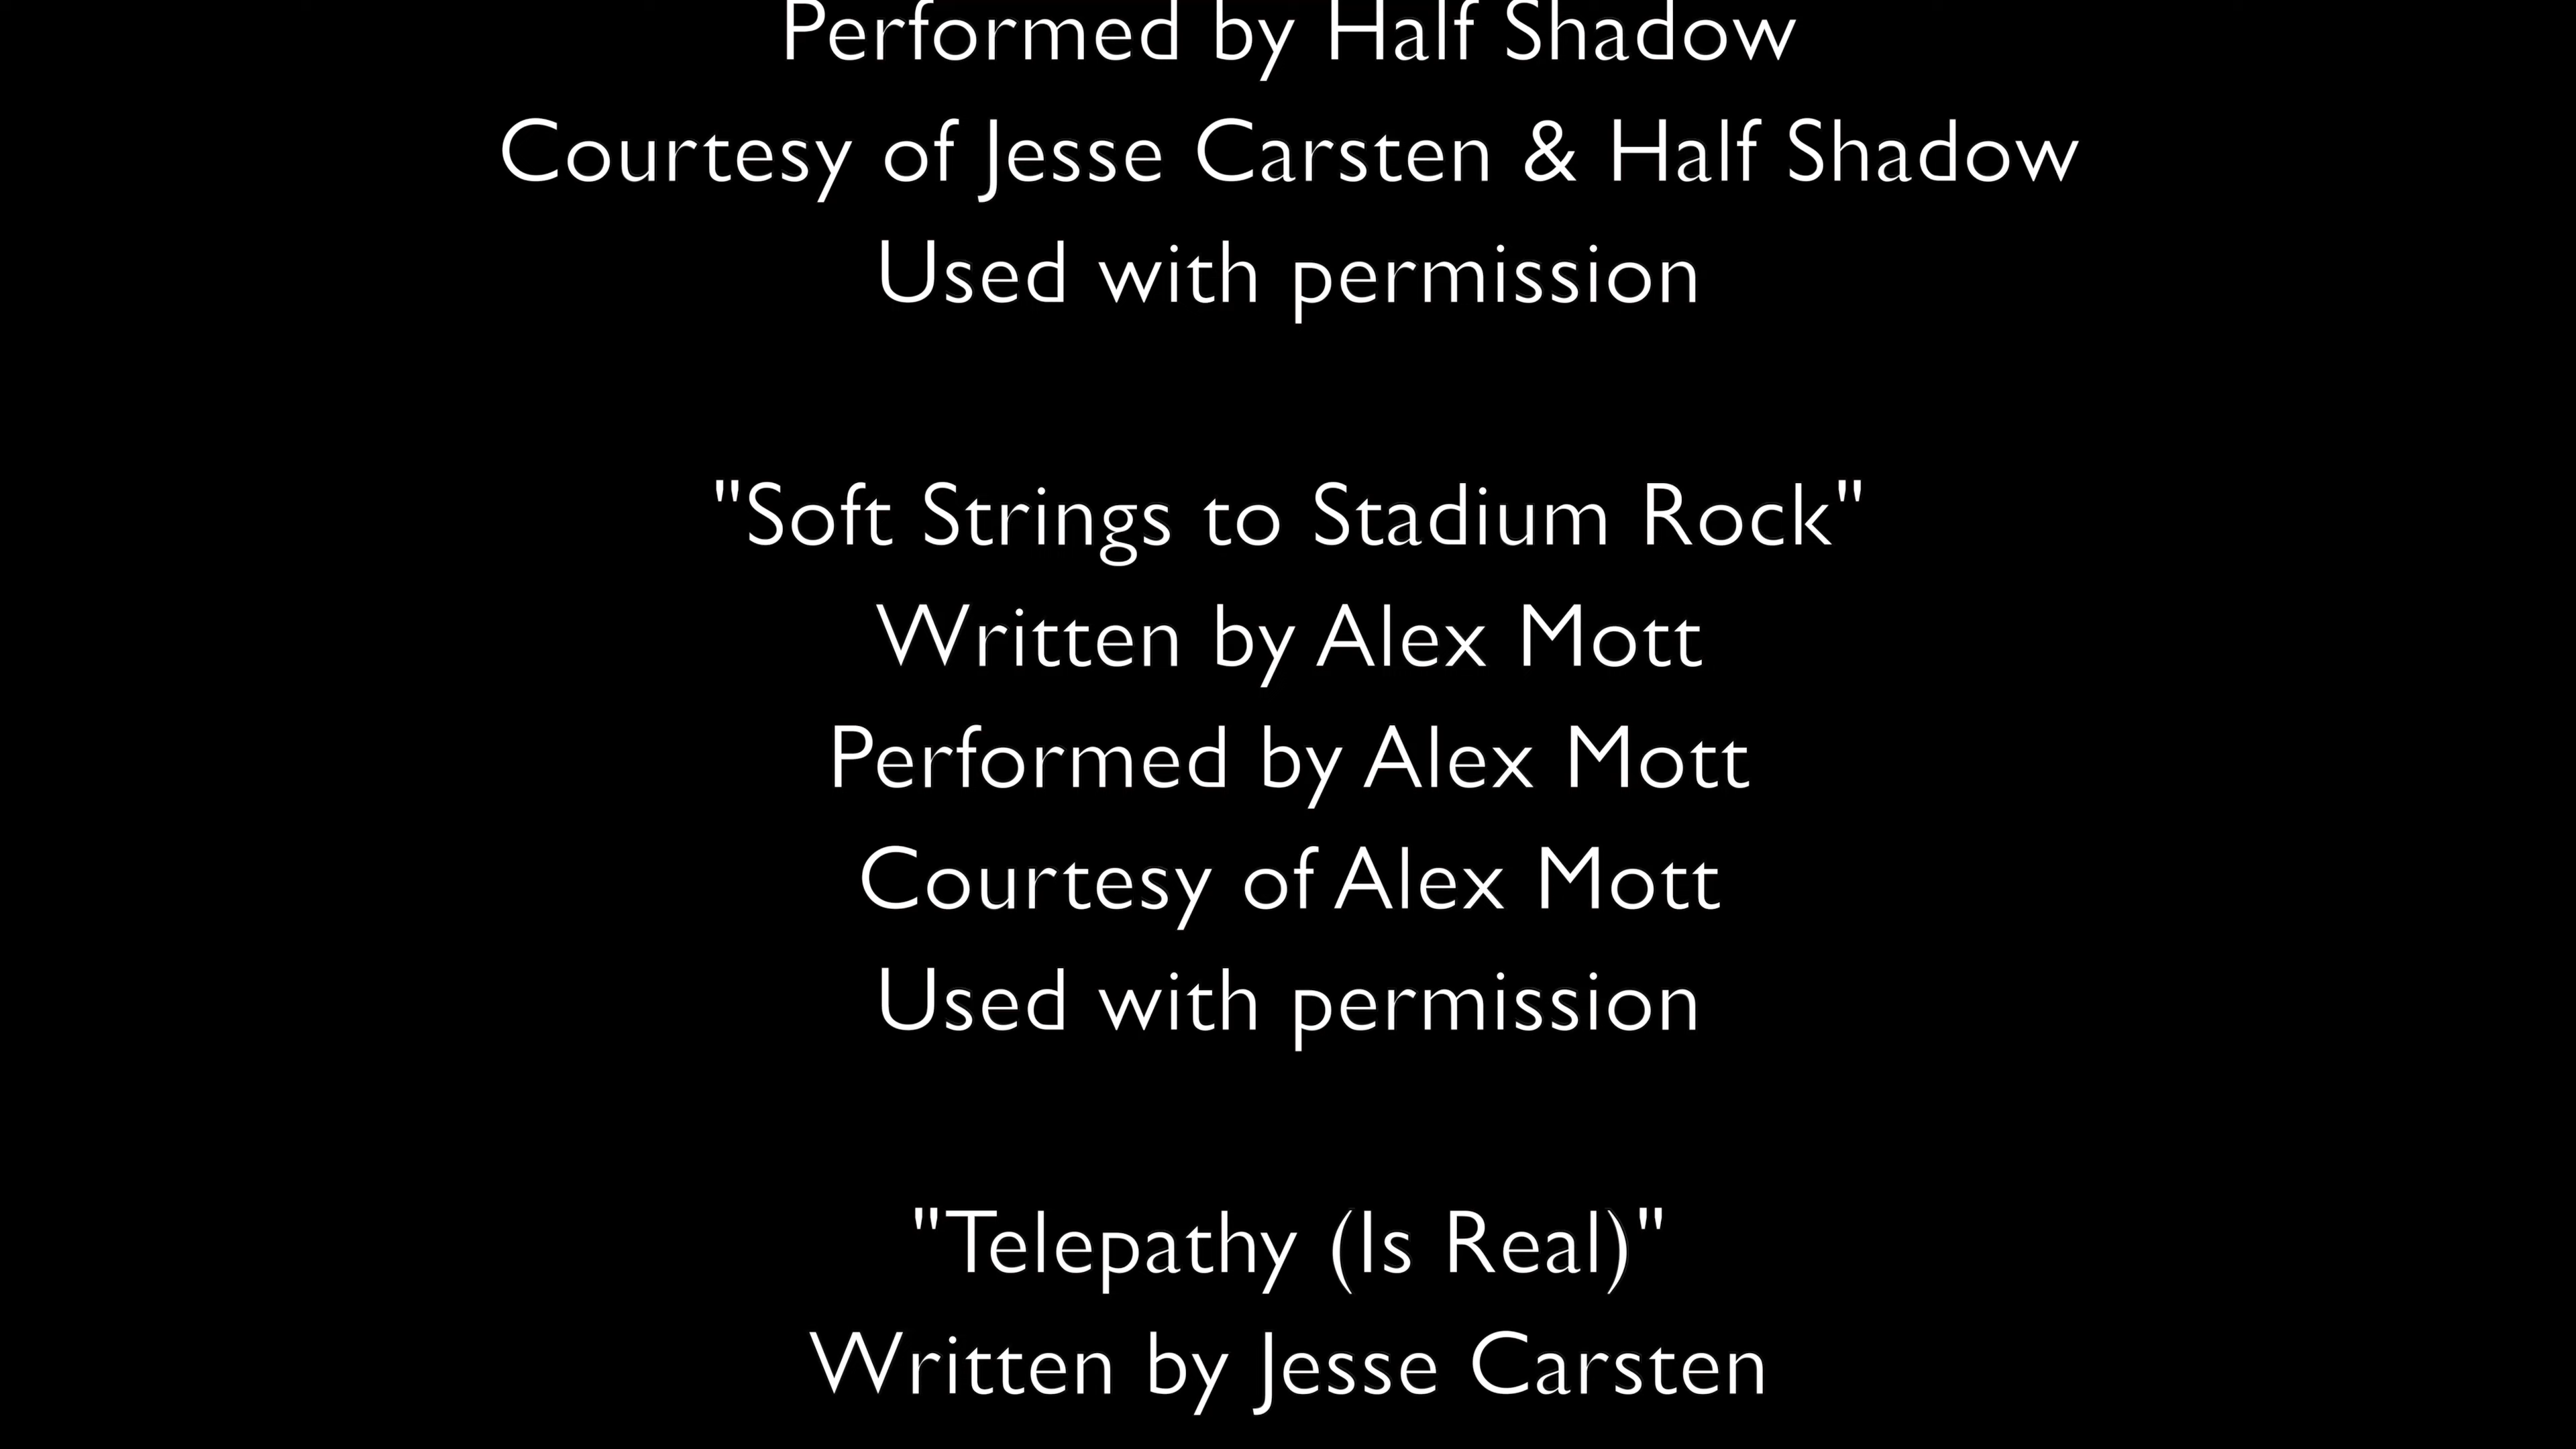 Performed by Half Shadow
Courtesy of Jesse Carsten & Half Shadow
Used with permission
"Soft Strings to Stadium Rock"
Written by Alex Mott
Performed by Alex Mott
Courtesy of Alex Mott
Used with permission
"Telepathy (Is Real)"
Written by Jesse Carsten